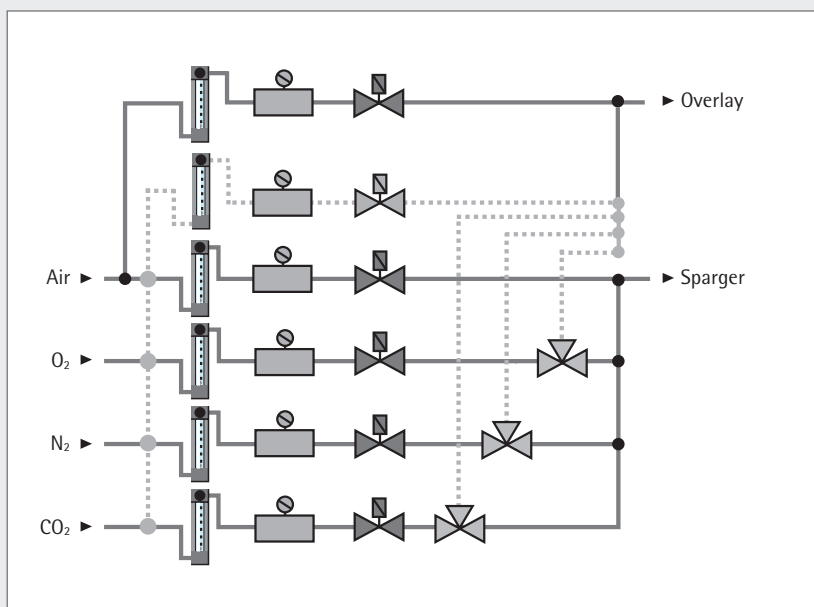 Overlay
Air
Sparger
O₂
N₂
CO₂